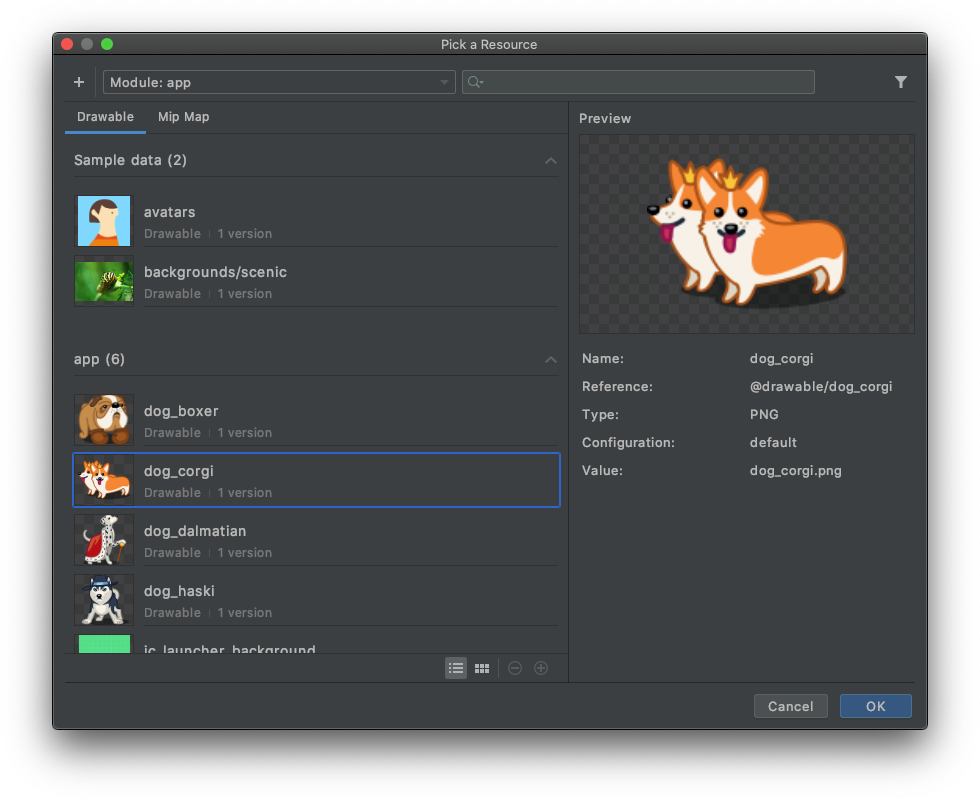 Pick a Resource
Module: app
Drawable
Mip Map
Sample data (2)
avatars
Drawable | 1 version
backgrounds/scenic
Drawable | 1 version
app (6)
dog_boxer
Drawable | 1 version
dog_corgi
Drawable | 1 version
dog_dalmatian
Drawable | 1 version
dog_haski
Drawable | 1 version
ic_launcher_background
Preview
Name: dog_corgi
Reference: @drawable/dog_corgi
Type: PNG
Configuration: default
Value: dog_corgi.png
Cancel
OK